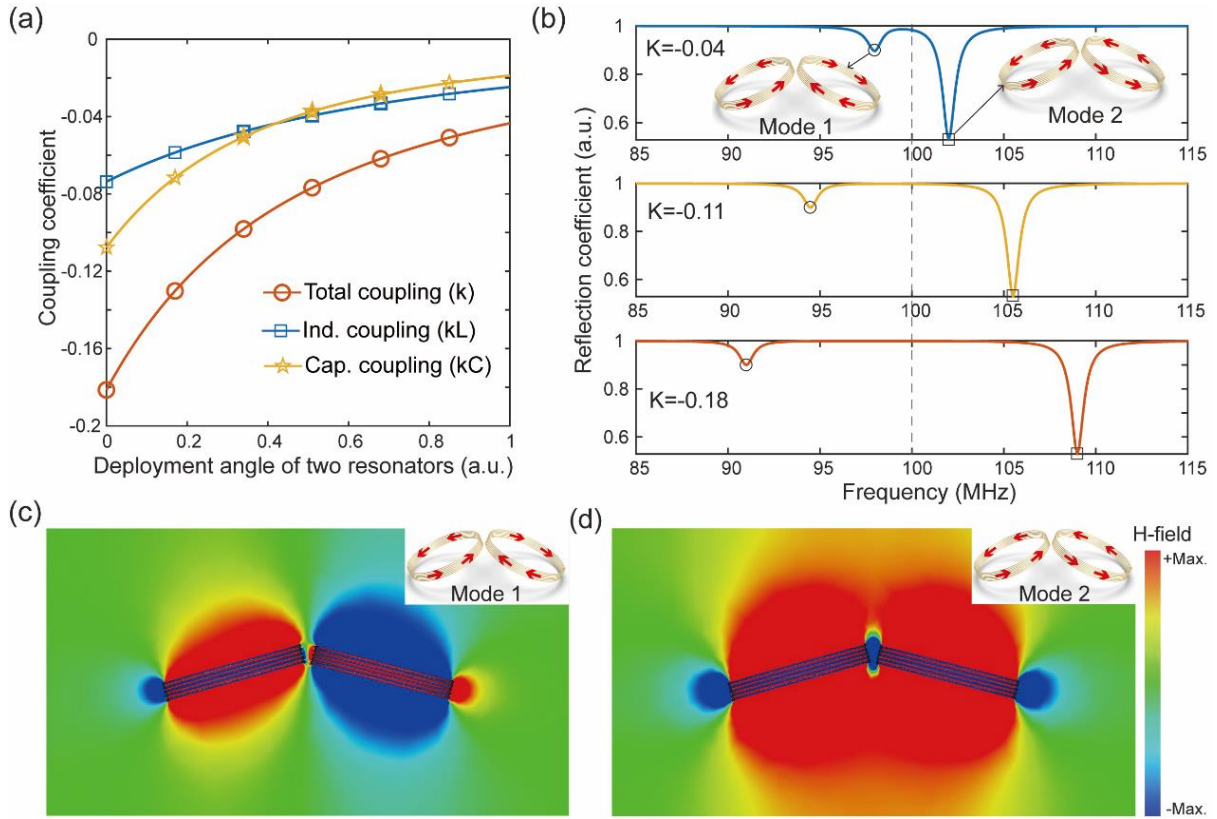 (a)
0
-0.04
-0.08
-0.12
-0.16
-0.2
Coupling coefficient
Total coupling (k)
Ind. coupling (kL)
Cap. coupling (kC)
0 0.2 0.4 0.6 0.8 1
Deployment angle of two resonators (a.u.)
(b)
Reflection coefficient (a.u.)
1
0.8
0.6
K=-0.04
Mode 1
Mode 2
85 90 95 100 105 110 115
1
0.8
0.6
K=-0.11
85 90 95 100 105 110 115
1
0.8
0.6
K=-0.18
85 90 95 100 105 110 115
Frequency (MHz)
(c)
Mode 1
(d)
Mode 2
H-field
+Max.
-Max.